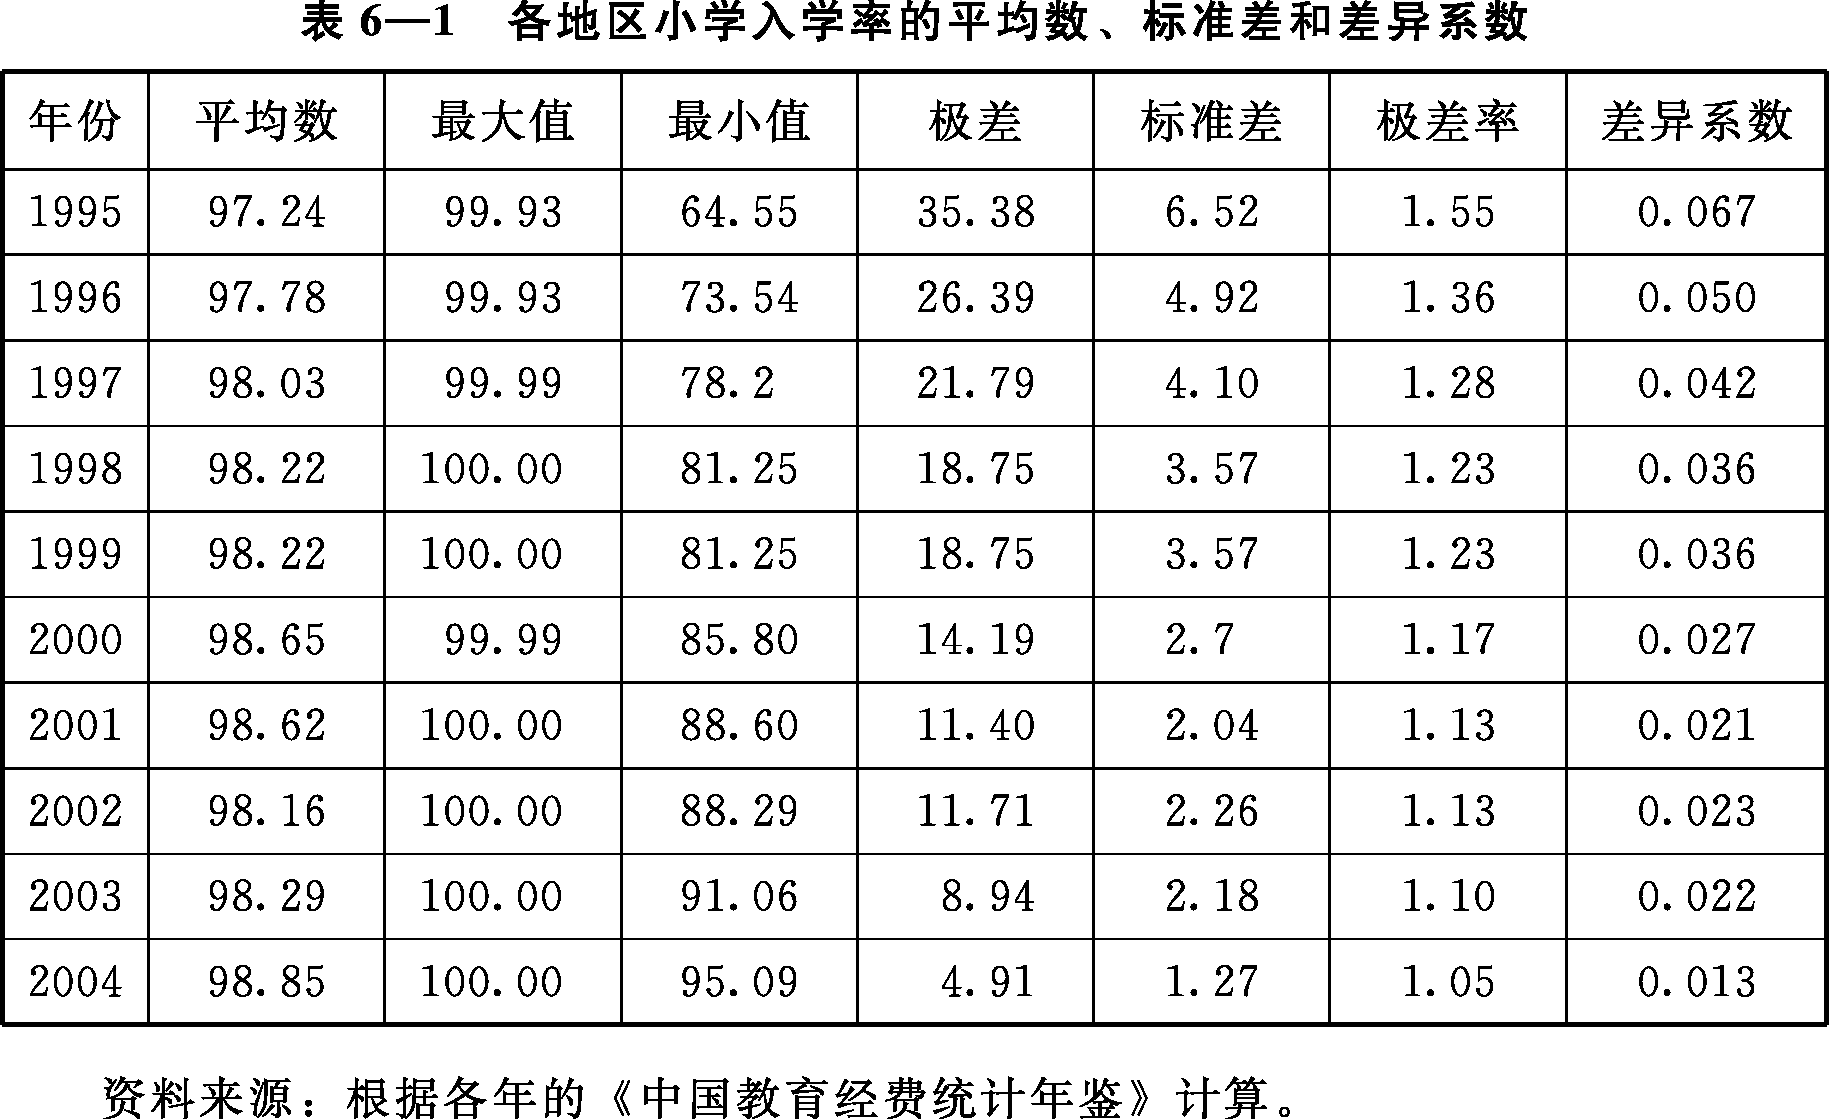 表 6—1 各地区小学入学率的平均数、标准差和差异系数
年份 平均数 最大值 最小值 极差 标准差 极差率 差异系数
1995 97.24 99.93 64.55 35.38 6.52 1.55 0.067
1996 97.78 99.93 73.54 26.39 4.92 1.36 0.050
1997 98.03 99.99 78.2 21.79 4.10 1.28 0.042
1998 98.22 100.00 81.25 18.75 3.57 1.23 0.036
1999 98.22 100.00 81.25 18.75 3.57 1.23 0.036
2000 98.65 99.99 85.80 14.19 2.7 1.17 0.027
2001 98.62 100.00 88.60 11.40 2.04 1.13 0.021
2002 98.16 100.00 88.29 11.71 2.26 1.13 0.023
2003 98.29 100.00 91.06 8.94 2.18 1.10 0.022
2004 98.85 100.00 95.09 4.91 1.27 1.05 0.013
资料来源：根据各年的《中国教育经费统计年鉴》计算。